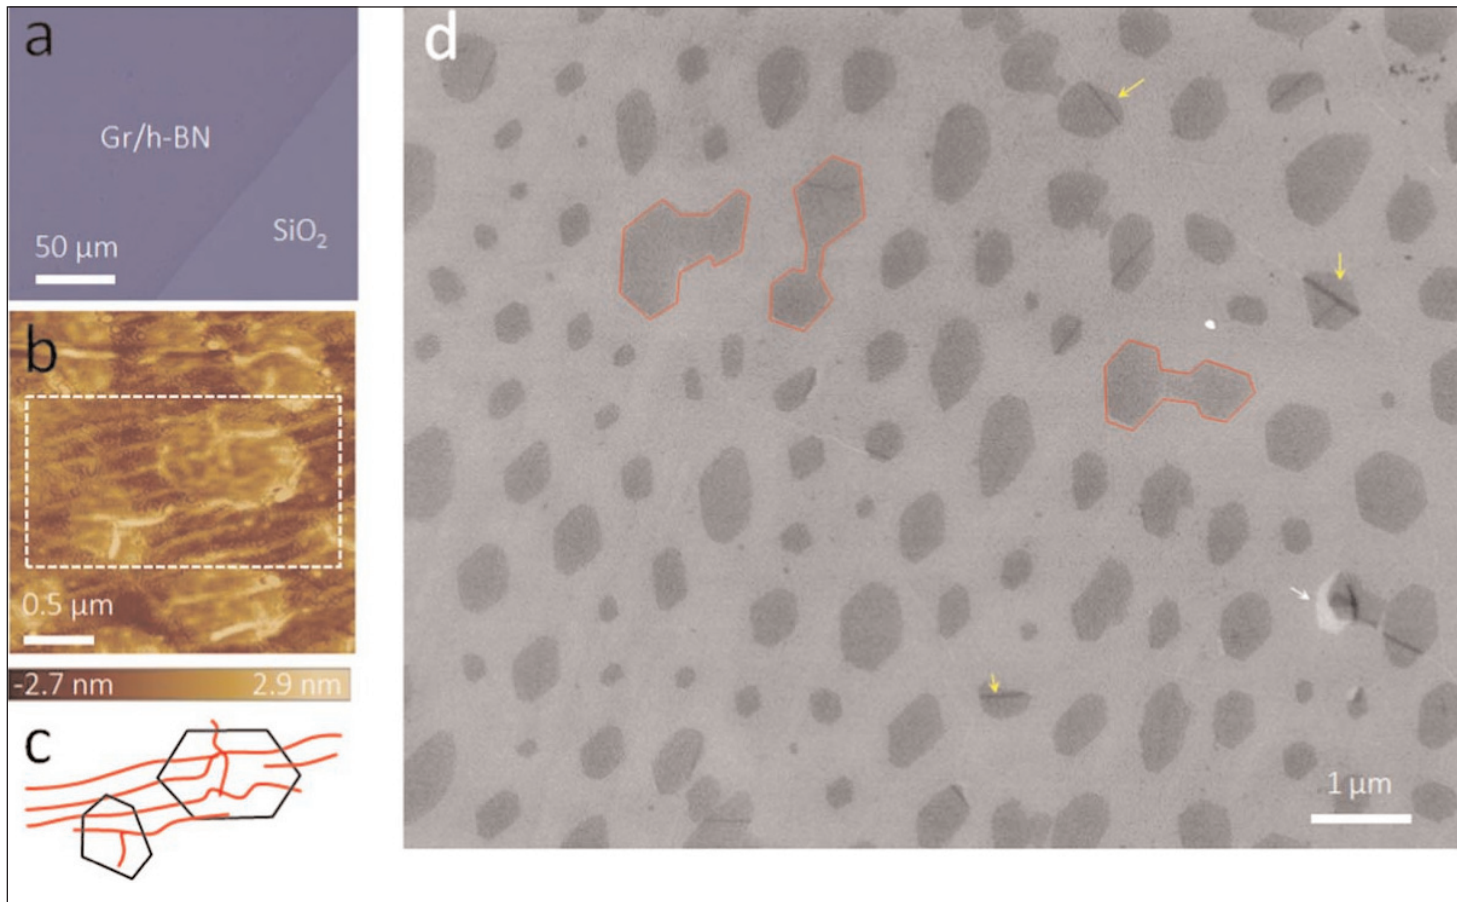 a
Gr/h-BN
SiO₂
50 μm
b
0.5 μm
-2.7 nm 2.9 nm
c
d
1 μm